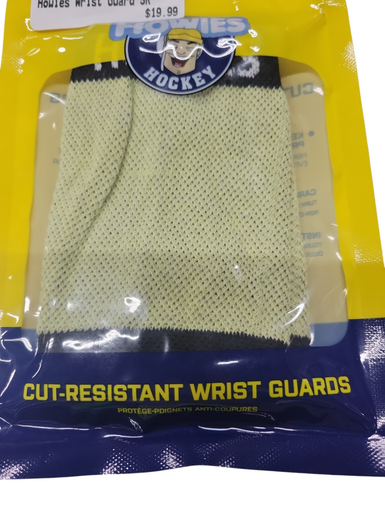 Howies Wrist Guard SR
$19.99
HOWIES
HOCKEY
CUT-RESISTANT WRIST GUARDS
PROTÈGE-POIGNETS ANTI-COUPURES